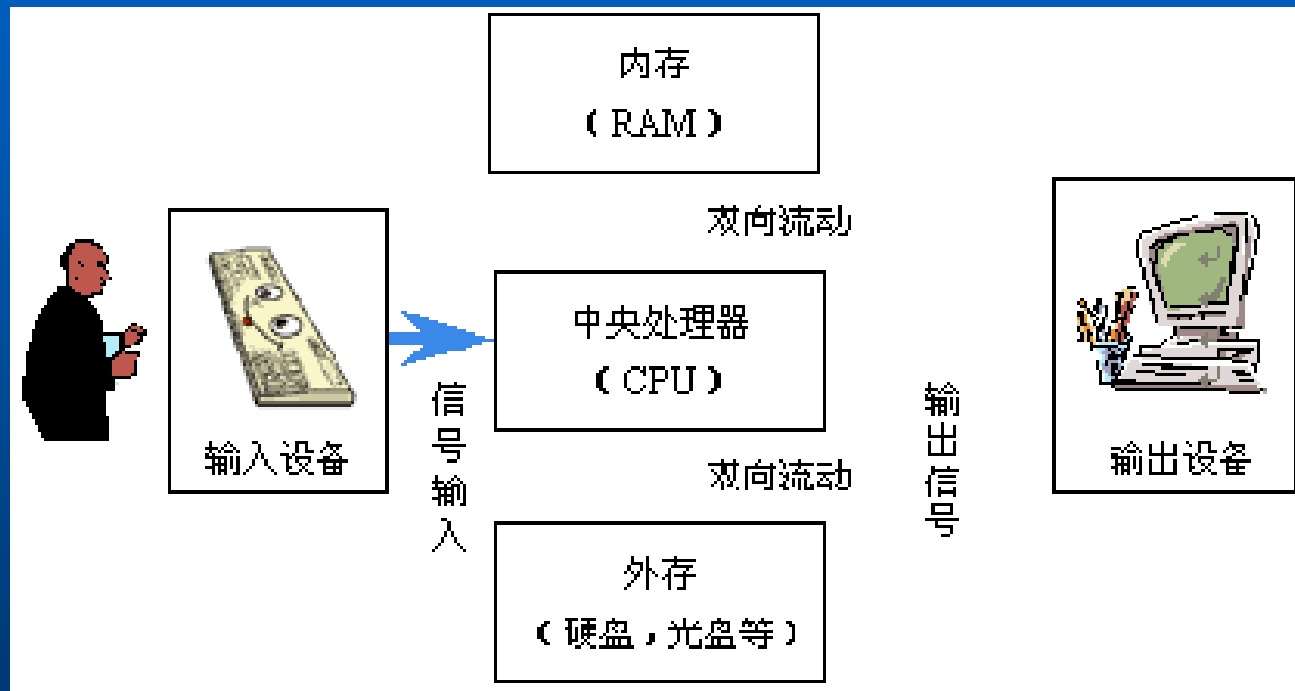 内存
（RAM）
双向流动
输入设备
信号输入
中央处理器
（CPU）
双向流动
输出信号
输出设备
外存
（硬盘，光盘等）